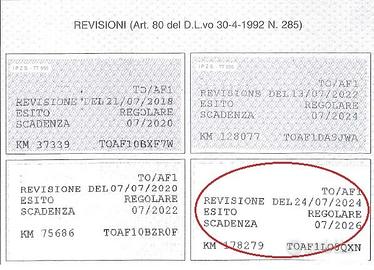 REVISIONI (Art. 80 del D.L.vo 30-4-1992 N. 285)
TO/AF1
REVISIONE DEL 21/07/2018
ESITO REGOLARE
SCADENZA 07/2020
KM 37339 TOAF10BXF7W
TO/AF1
REVISIONE DEL 13/07/2022
ESITO REGOLARE
SCADENZA 07/2024
KM 128077 TOAF1DA9JWA
TO/AF1
REVISIONE DEL 07/07/2020
ESITO REGOLARE
SCADENZA 07/2022
KM 75686 TOAF10BZR0F
TO/AF1
REVISIONE DEL 24/07/2024
ESITO REGOLARE
SCADENZA 07/2026
KM 178279